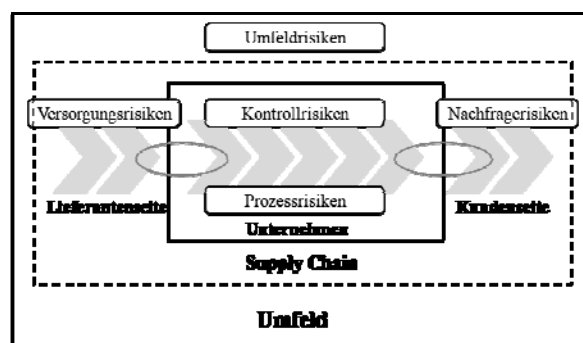 Umfeldrisiken
Versorgungsrisiken
Kontrollrisiken
Nachfragerisiken
Lieferantenseite
Prozessrisiken
Kundenseite
Unternehmen
Supply Chain
Umfeld